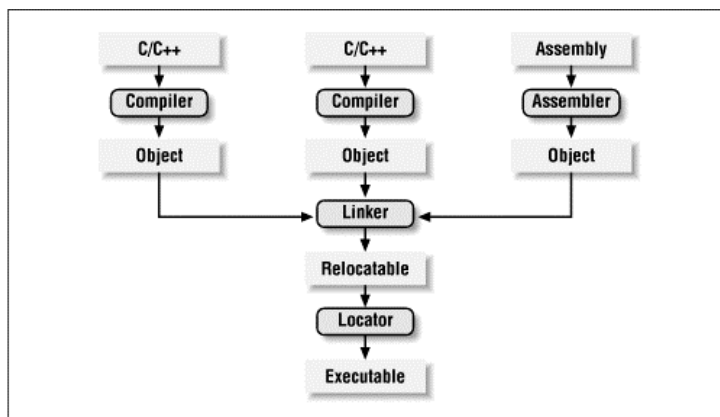 C/C++
C/C++
Assembly
Compiler
Compiler
Assembler
Object
Object
Object
Linker
Relocatable
Locator
Executable